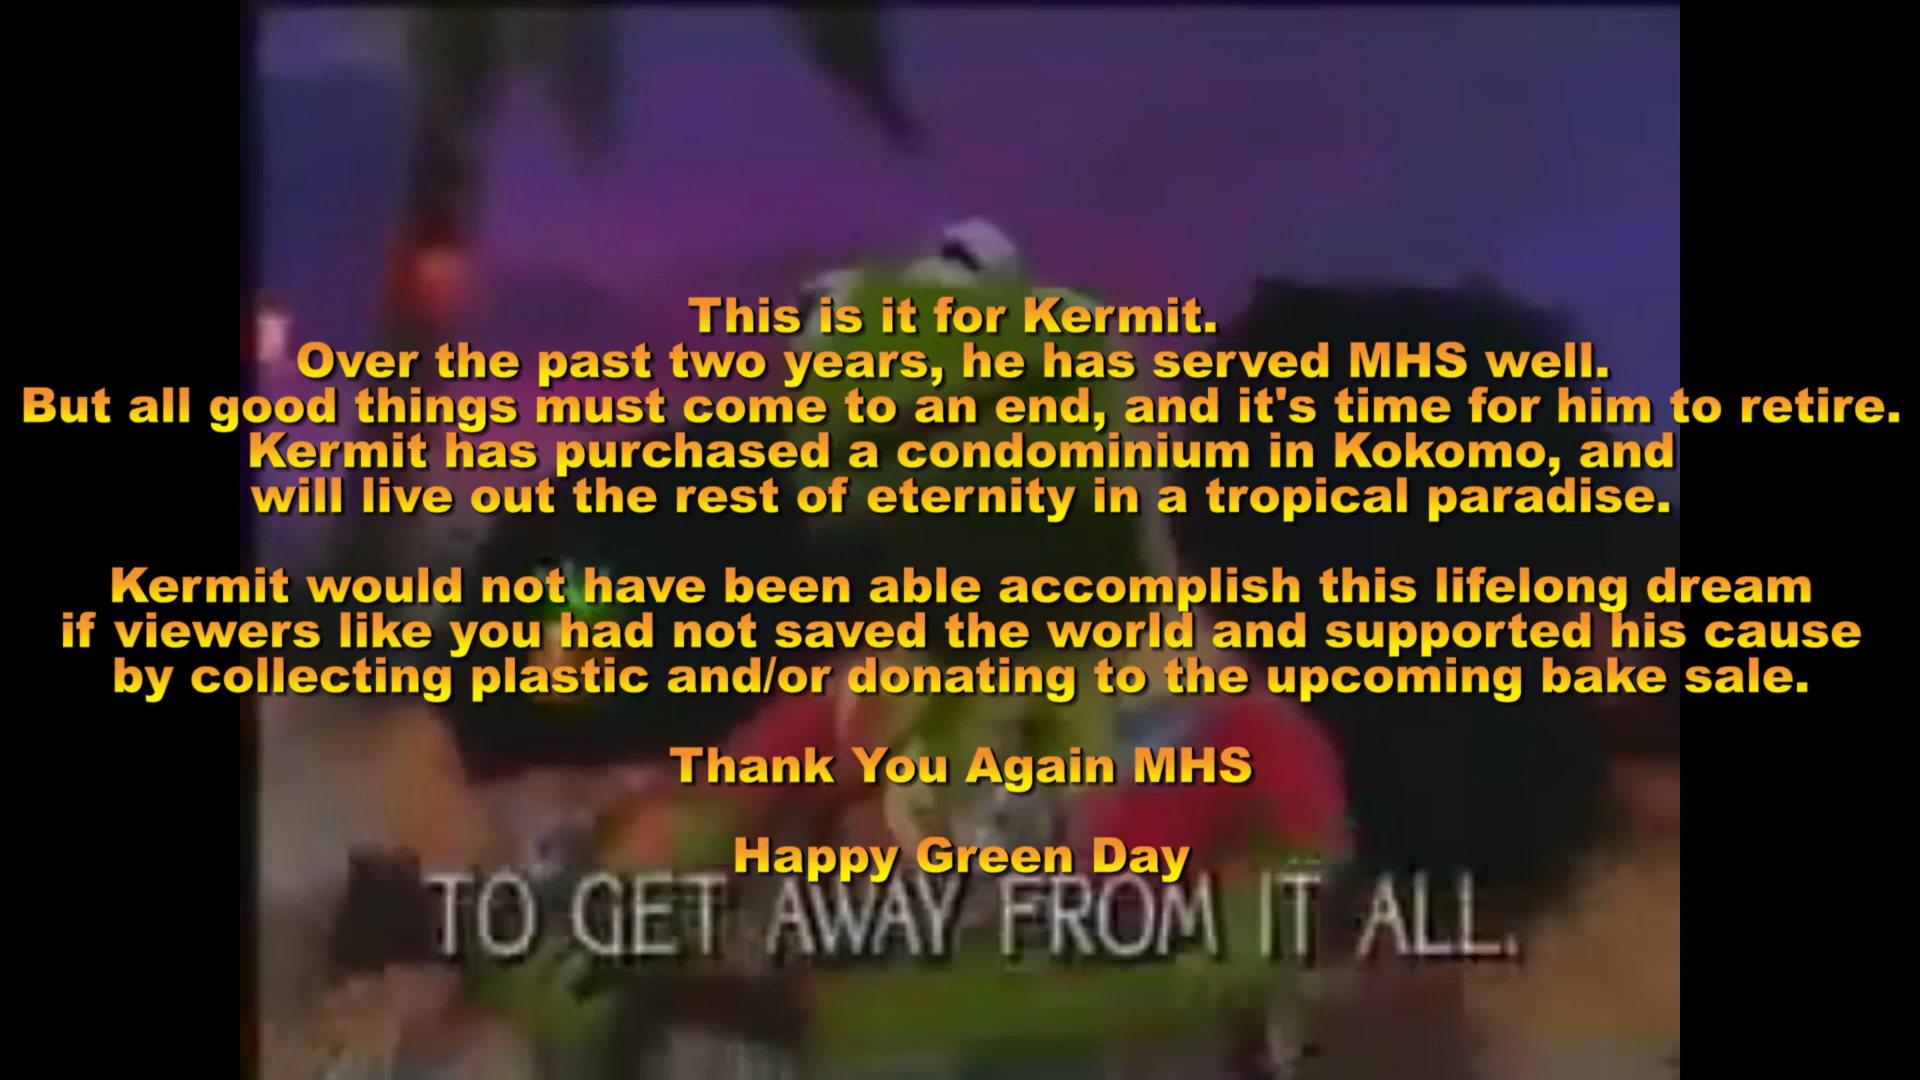 This is it for Kermit.
Over the past two years, he has served MHS well.
But all good things must come to an end, and it's time for him to retire.
Kermit has purchased a condominium in Kokomo, and
will live out the rest of eternity in a tropical paradise.
Kermit would not have been able accomplish this lifelong dream
if viewers like you had not saved the world and supported his cause
by collecting plastic and/or donating to the upcoming bake sale.
Thank You Again MHS
Happy Green Day
TO GET AWAY FROM IT ALL.